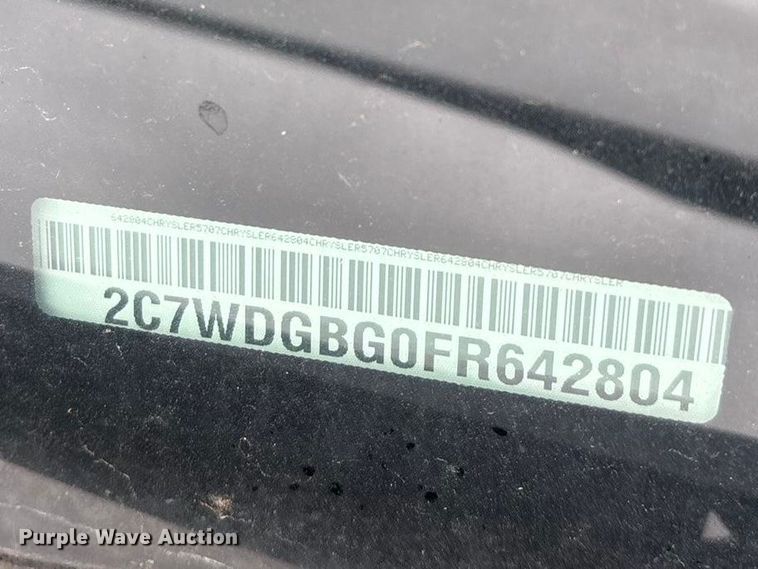 642804CHRYSLER5707CHRYSLER642804CHRYSLER5707CHRYSLER642804CHRYSLER5707CHRYSLER
2C7WDGBG0FR642804
Purple Wave Auction